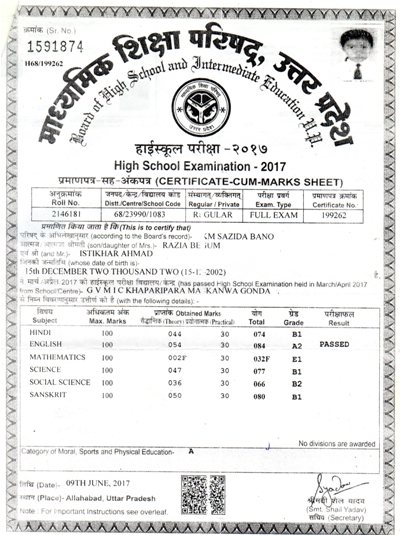 क्रमांक (Sr. No.)
1591874
H68/199262
माध्यमिक शिक्षा परिषद्, उत्तर प्रदेश
Board of High School and Intermediate Education U.P.
हाईस्कूल परीक्षा - २०१७
High School Examination - 2017
प्रमाणपत्र-सह-अंकपत्र (CERTIFICATE-CUM-MARKS SHEET)
अनुक्रमांक जनपद/केन्द्र/विद्यालय कोड संस्थागत/व्यक्तिगत परीक्षा प्रवर्ग प्रमाणपत्र क्रमांक
Roll No. Distt./Centre/School Code Regular / Private Exam. Type Certificate No.
2146181 68/23990/1083 R: GULAR FULL EXAM 199262
प्रमाणित किया जाता है कि (This is to certify that)
परिषद के अभिलेखानुसार (according to the Board's record)- KM SAZIDA BANO
श्रीमती (son/daughter of Mrs.)- RAZIA BE UM
एवं श्री (and Mr.)- ISTIKHAR AHMAD
जिनकी जन्मतिथि (whose date of birth is)-
15th DECEMBER TWO THOUSAND TWO (15-1 2002) है,
ने मार्च/अप्रैल 2017 की हाईस्कूल परीक्षा विद्यालय/केन्द्र (has passed High School Examination held in March/April 2017
from School/Centre)- G V M I C KHAPARIPARA MA KANWA GONDA
से निम्न विवरणानुसार उत्तीर्ण की है (with the following details): -
विषय अधिकतम अंक प्राप्तांक Obtained Marks योग ग्रेड परीक्षाफल
Subject Max. Marks सैद्धान्तिक (Theory) प्रयोगात्मक (Practical) Total Grade Result
HINDI 100 044 30 074 B1
ENGLISH 100 054 30 084 A2 PASSED
MATHEMATICS 100 002F 30 032F E1
SCIENCE 100 047 30 077 B1
SOCIAL SCIENCE 100 036 30 066 B2
SANSKRIT 100 050 30 080 B1
No divisions are awarded
Category of Moral, Sports and Physical Education- A
तिथि (Date)- 09TH JUNE, 2017
स्थान (Place)- Allahabad, Uttar Pradesh
Note : For Important Instructions see overleaf.
श्रीमती शैल यादव
(Smt. Shail Yadav)
सचिव (Secretary)